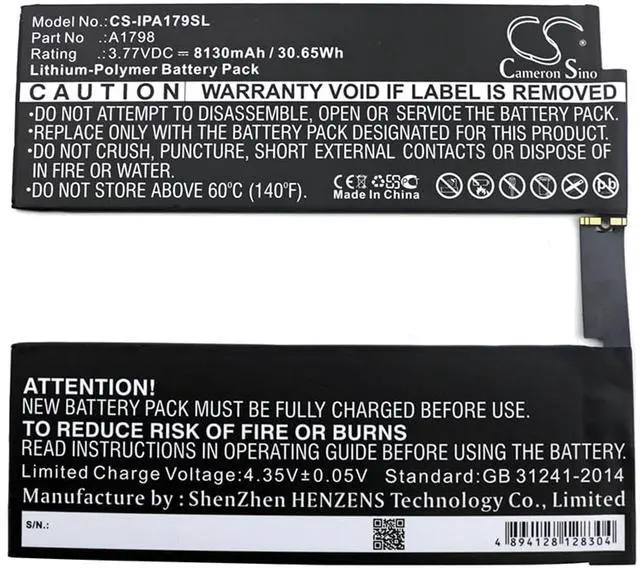 Model No.: CS-IPA179SL
Part No : A1798
Rating : 3.77VDC = 8130mAh / 30.65Wh
Lithium-Polymer Battery Pack
CS
Cameron Sino
CAUTION WARRANTY VOID IF LABEL IS REMOVED
•DO NOT ATTEMPT TO DISASSEMBLE, OPEN OR SERVICE THE BATTERY PACK.
•REPLACE ONLY WITH THE BATTERY PACK DESIGNATED FOR THIS PRODUCT.
•DO NOT CRUSH, PUNCTURE, SHORT EXTERNAL CONTACTS OR DISPOSE OF
IN FIRE OR WATER.
•DO NOT STORE ABOVE 60°C (140°F).
CE
Made In China
Pb
ATTENTION!
NEW BATTERY PACK MUST BE FULLY CHARGED BEFORE USE.
TO REDUCE RISK OF FIRE OR BURNS
READ INSTRUCTIONS IN OPERATING GUIDE BEFORE USING THE BATTERY.
Limited Charge Voltage:4.35V±0.05V Standard:GB 31241-2014
Manufacture by : ShenZhen HENZENS Technology Co., Limited
S/N.:
4 894128 128304